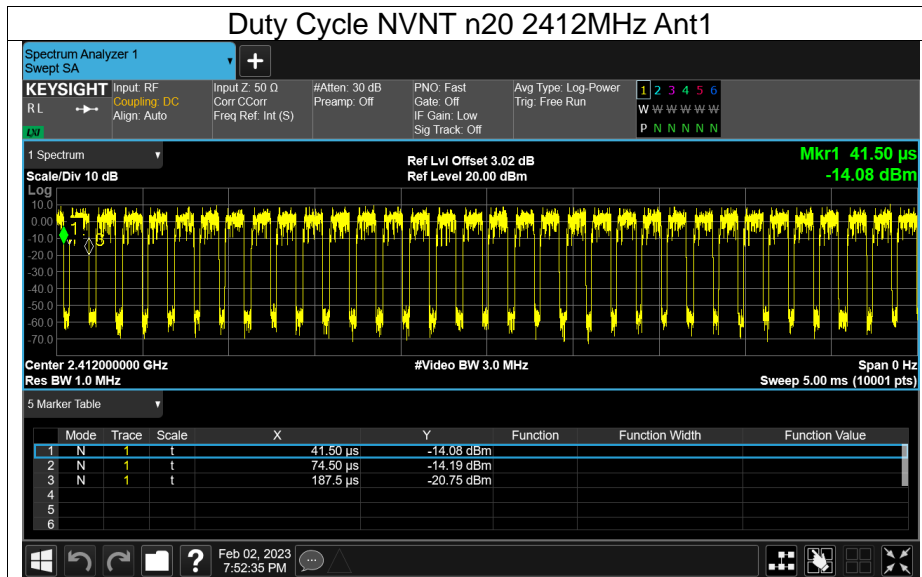 Duty Cycle NVNT n20 2412MHz Ant1
Spectrum Analyzer 1
Swept SA
+
KEYSIGHT Input: RF Input Z: 50 Ω #Atten: 30 dB PNO: Fast Avg Type: Log-Power 1 2 3 4 5 6
R L Coupling: DC Corr CCorr Preamp: Off Gate: Off Trig: Free Run W W W W W W
Align: Auto Freq Ref: Int (S) IF Gain: Low
LXI Sig Track: Off P N N N N N
1 Spectrum Ref Lvl Offset 3.02 dB Mkr1 41.50 µs
Scale/Div 10 dB Ref Level 20.00 dBm -14.08 dBm
Log
10.0
0.00
-10.0
-20.0
-30.0
-40.0
-50.0
-60.0
-70.0
Center 2.412000000 GHz #Video BW 3.0 MHz Span 0 Hz
Res BW 1.0 MHz Sweep 5.00 ms (10001 pts)
5 Marker Table
Mode Trace Scale X Y Function Function Width Function Value
1 N 1 t 41.50 µs -14.08 dBm
2 N 1 t 74.50 µs -14.19 dBm
3 N 1 t 187.5 µs -20.75 dBm
4
5
6
? Feb 02, 2023
7:52:35 PM